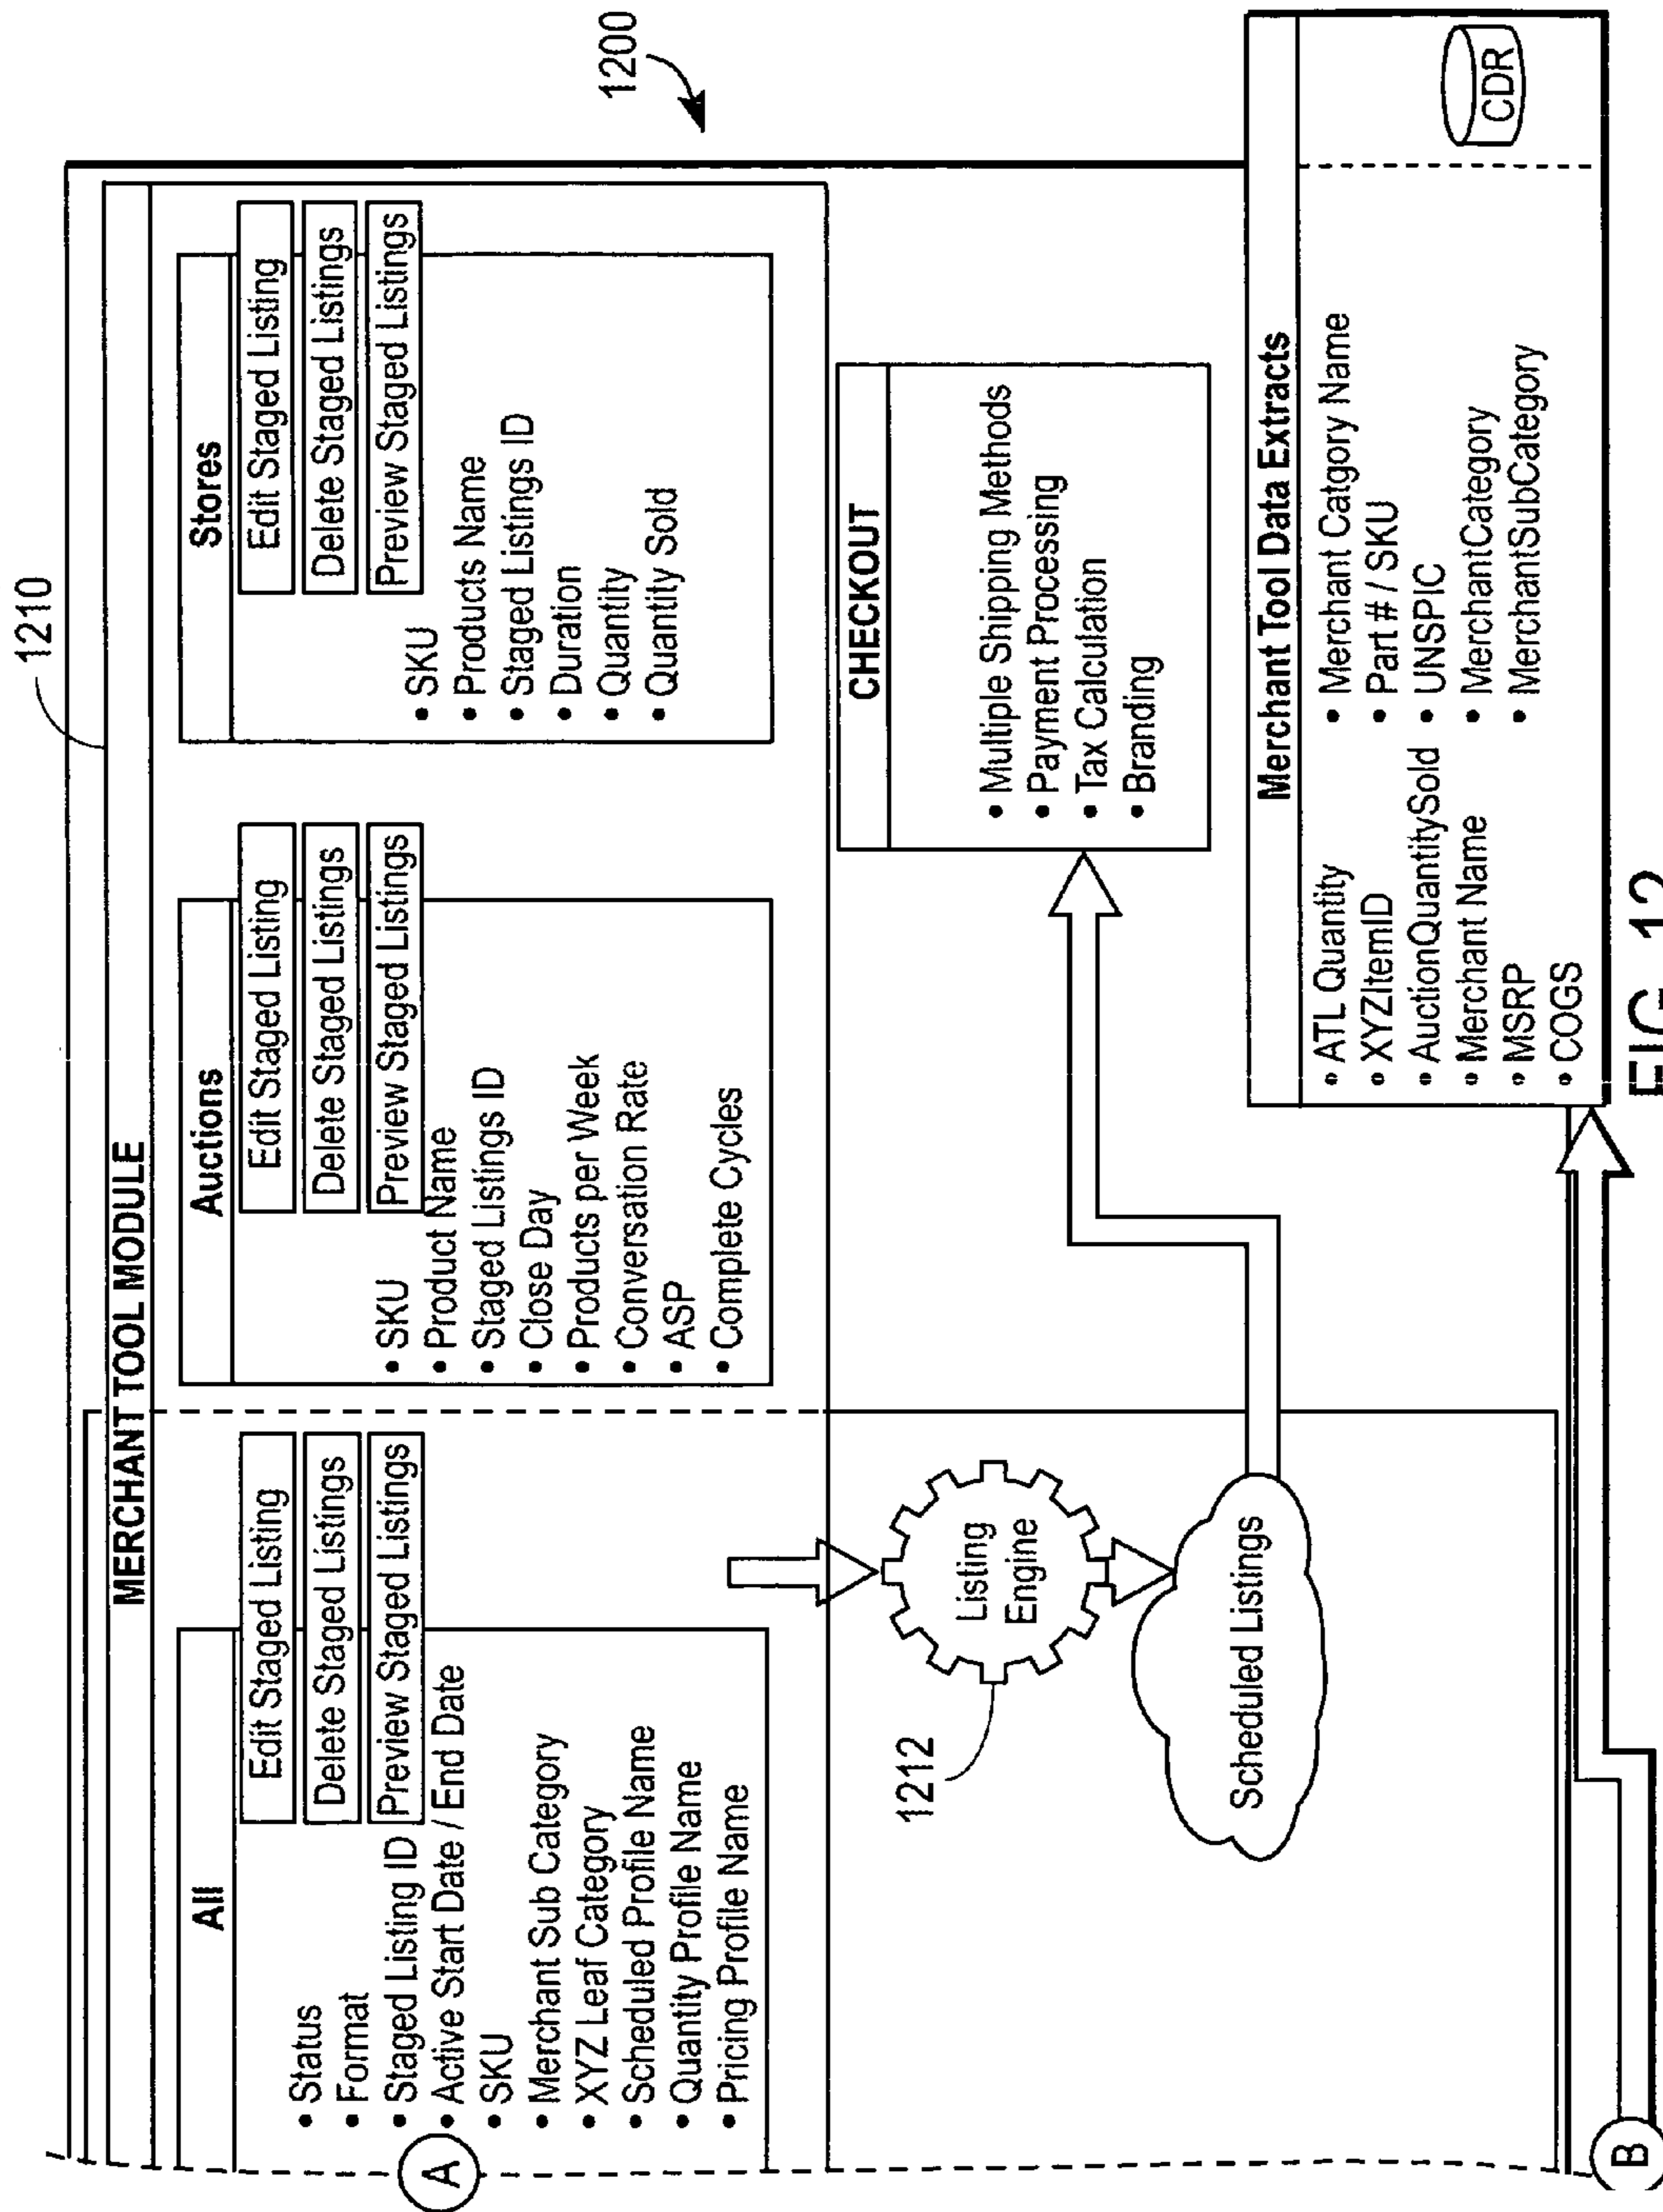 1200
1210
MERCHANT TOOL MODULE
All
Edit Staged Listing
Delete Staged Listings
Preview Staged Listings
• Status
• Format
• Staged Listing ID
• Active Start Date / End Date
• SKU
• Merchant Sub Category
• XYZ Leaf Category
• Scheduled Profile Name
• Quantity Profile Name
• Pricing Profile Name
A
Auctions
Edit Staged Listing
Delete Staged Listings
Preview Staged Listings
• SKU
• Product Name
• Staged Listings ID
• Close Day
• Products per Week
• Conversation Rate
• ASP
• Complete Cycles
Stores
Edit Staged Listing
Delete Staged Listings
Preview Staged Listings
• SKU
• Products Name
• Staged Listings ID
• Duration
• Quantity
• Quantity Sold
1212
Listing
Engine
Scheduled Listings
CHECKOUT
• Multiple Shipping Methods
• Payment Processing
• Tax Calculation
• Branding
Merchant Tool Data Extracts
• ATL Quantity
• XYZItemID
• AuctionQuantitySold
• Merchant Name
• MSRP
• COGS
• Merchant Catgory Name
• Part # / SKU
• UNSPIC
• MerchantCategory
• MerchantSubCategory
CDR
B
FIG. 12